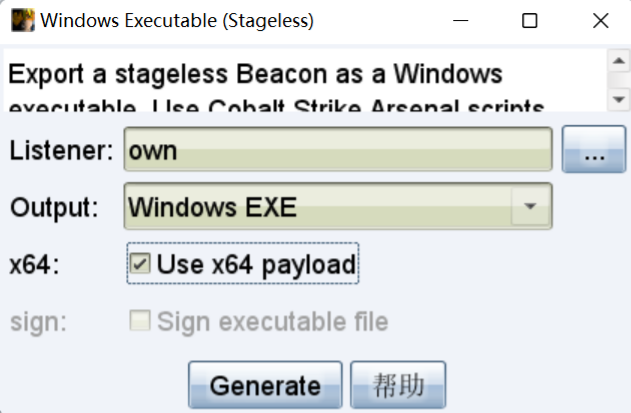 Windows Executable (Stageless)
Export a stageless Beacon as a Windows
executable. Use Cobalt Strike Arsenal scripts
Listener: own ...
Output: Windows EXE
x64: Use x64 payload
sign: Sign executable file
Generate 帮助